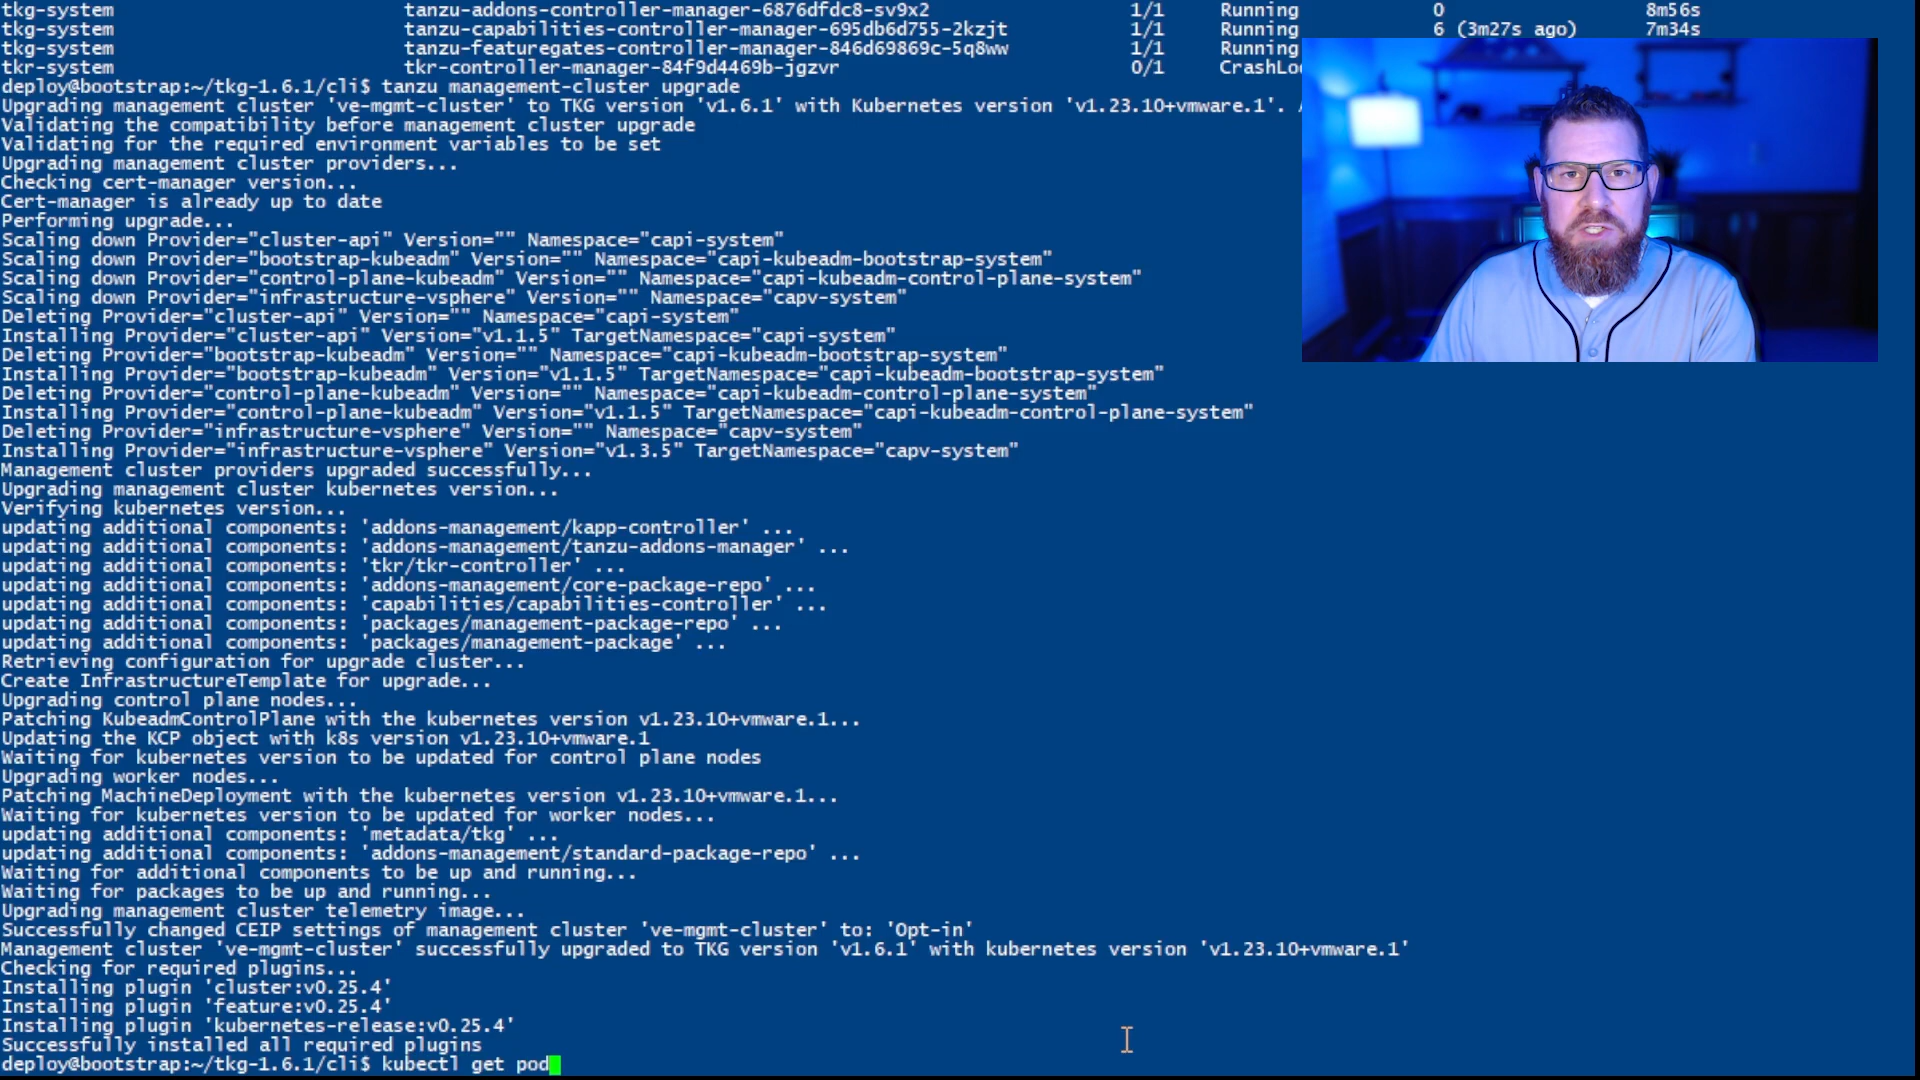 tkg-system tanzu-addons-controller-manager-6876dfdc8-sv9x2 1/1 Running 0 8m56s
tkg-system tanzu-capabilities-controller-manager-695db6d755-2kzjt 1/1 Running 6 (3m27s ago) 7m34s
tkg-system tanzu-featuregates-controller-manager-846d69869c-5q8ww 1/1 Running
tkr-system tkr-controller-manager-84f9d4469b-jgzvr 0/1 CrashLo
deploy@bootstrap:~/tkg-1.6.1/cli$ tanzu management-cluster upgrade
Upgrading management cluster 've-mgmt-cluster' to TKG version 'v1.6.1' with Kubernetes version 'v1.23.10+vmware.1'.
Validating the compatibility before management cluster upgrade
Validating for the required environment variables to be set
Upgrading management cluster providers...
Checking cert-manager version...
Cert-manager is already up to date
Performing upgrade...
Scaling down Provider="cluster-api" Version="" Namespace="capi-system"
Scaling down Provider="bootstrap-kubeadm" Version="" Namespace="capi-kubeadm-bootstrap-system"
Scaling down Provider="control-plane-kubeadm" Version="" Namespace="capi-kubeadm-control-plane-system"
Scaling down Provider="infrastructure-vsphere" Version="" Namespace="capv-system"
Deleting Provider="cluster-api" Version="" Namespace="capi-system"
Installing Provider="cluster-api" Version="v1.1.5" TargetNamespace="capi-system"
Deleting Provider="bootstrap-kubeadm" Version="" Namespace="capi-kubeadm-bootstrap-system"
Installing Provider="bootstrap-kubeadm" Version="v1.1.5" TargetNamespace="capi-kubeadm-bootstrap-system"
Deleting Provider="control-plane-kubeadm" Version="" Namespace="capi-kubeadm-control-plane-system"
Installing Provider="control-plane-kubeadm" Version="v1.1.5" TargetNamespace="capi-kubeadm-control-plane-system"
Deleting Provider="infrastructure-vsphere" Version="" Namespace="capv-system"
Installing Provider="infrastructure-vsphere" Version="v1.3.5" TargetNamespace="capv-system"
Management cluster providers upgraded successfully...
Upgrading management cluster kubernetes version...
Verifying kubernetes version...
updating additional components: 'addons-management/kapp-controller' ...
updating additional components: 'addons-management/tanzu-addons-manager' ...
updating additional components: 'tkr/tkr-controller' ...
updating additional components: 'addons-management/core-package-repo' ...
updating additional components: 'capabilities/capabilities-controller' ...
updating additional components: 'packages/management-package-repo' ...
updating additional components: 'packages/management-package' ...
Retrieving configuration for upgrade cluster...
Create InfrastructureTemplate for upgrade...
Upgrading control plane nodes...
Patching KubeadmControlPlane with the kubernetes version v1.23.10+vmware.1...
Updating the KCP object with k8s version v1.23.10+vmware.1
Waiting for kubernetes version to be updated for control plane nodes
Upgrading worker nodes...
Patching MachineDeployment with the kubernetes version v1.23.10+vmware.1...
Waiting for kubernetes version to be updated for worker nodes...
updating additional components: 'metadata/tkg' ...
updating additional components: 'addons-management/standard-package-repo' ...
Waiting for additional components to be up and running...
Waiting for packages to be up and running...
Upgrading management cluster telemetry image...
Successfully changed CEIP settings of management cluster 've-mgmt-cluster' to: 'Opt-in'
Management cluster 've-mgmt-cluster' successfully upgraded to TKG version 'v1.6.1' with kubernetes version 'v1.23.10+vmware.1'
Checking for required plugins...
Installing plugin 'cluster:v0.25.4'
Installing plugin 'feature:v0.25.4'
Installing plugin 'kubernetes-release:v0.25.4'
Successfully installed all required plugins
deploy@bootstrap:~/tkg-1.6.1/cli$ kubectl get pod